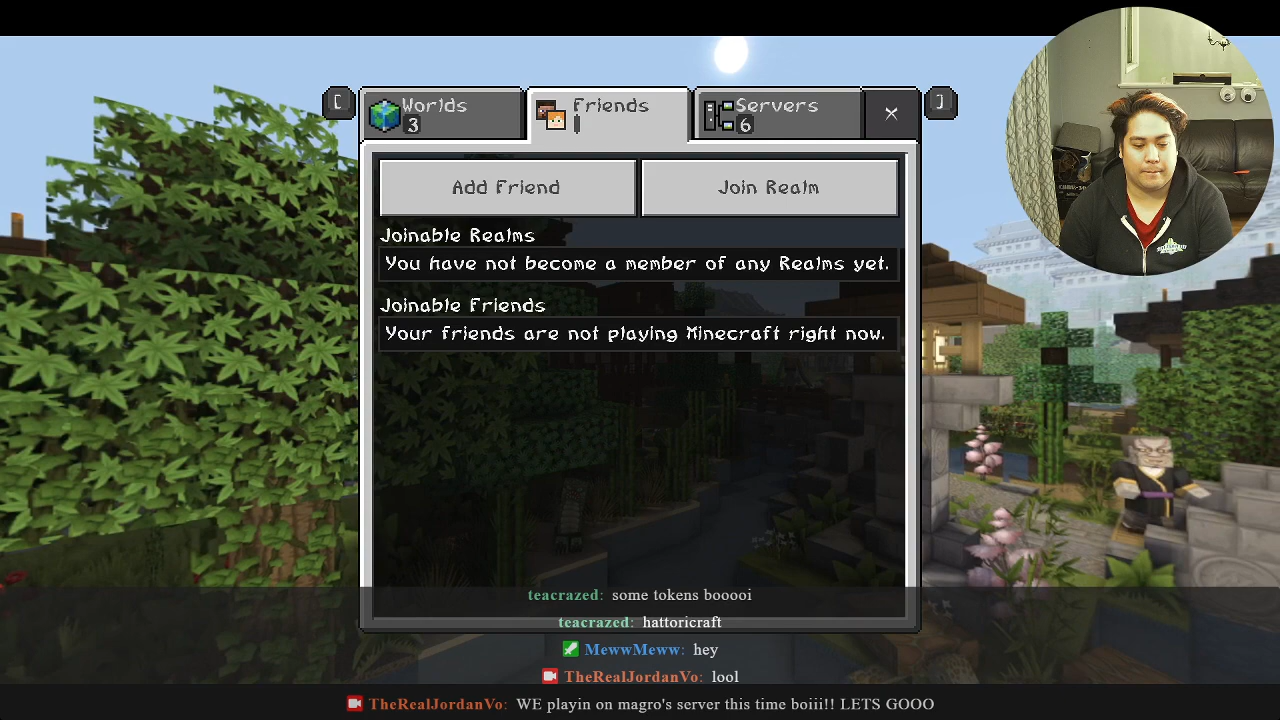 [
Worlds
3
Friends
Servers
6
]
Add Friend
Join Realm
Joinable Realms
You have not become a member of any Realms yet.
Joinable Friends
Your friends are not playing Minecraft right now.
teacrazed: some tokens booooi
teacrazed: hattoricraft
MewwMeww: hey
TheRealJordanVo: lool
TheRealJordanVo: WE playin on magro's server this time boiii!! LETS GOOO